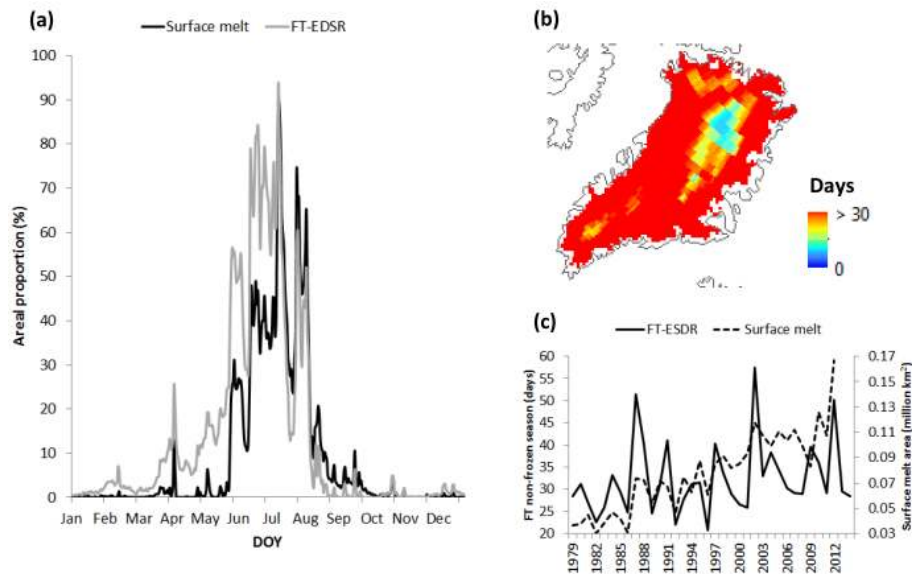 (a)
Surface melt
FT-EDSR
100
90
80
70
60
50
40
30
20
10
0
Areal proportion (%)
Jan Feb Mar Apr May Jun Jul Aug Sep Oct Nov Dec
DOY
(b)
Days
> 30
0
(c)
FT-ESDR
Surface melt
60
55
50
45
40
35
30
25
20
FT non-frozen season (days)
0.17
0.15
0.13
0.11
0.09
0.07
0.05
0.03
Surface melt area (million km²)
1979 1982 1985 1988 1991 1994 1997 2000 2003 2006 2009 2012